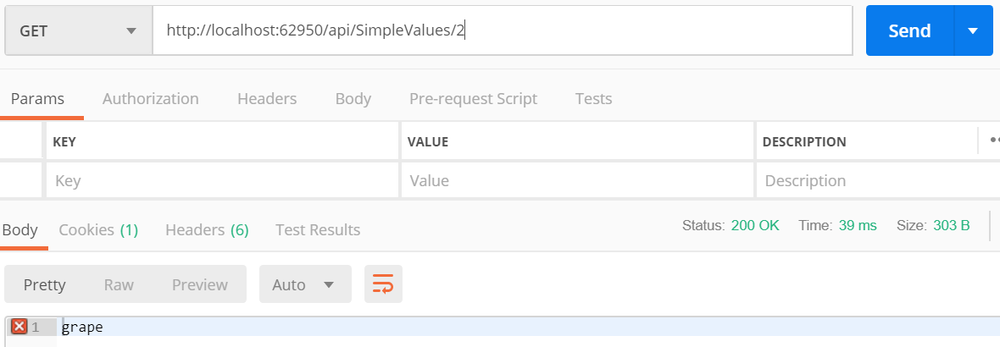 GET http://localhost:62950/api/SimpleValues/2 Send
Params Authorization Headers Body Pre-request Script Tests
KEY VALUE DESCRIPTION
Key Value Description
Body Cookies (1) Headers (6) Test Results Status: 200 OK Time: 39 ms Size: 303 B
Pretty Raw Preview Auto
1 grape